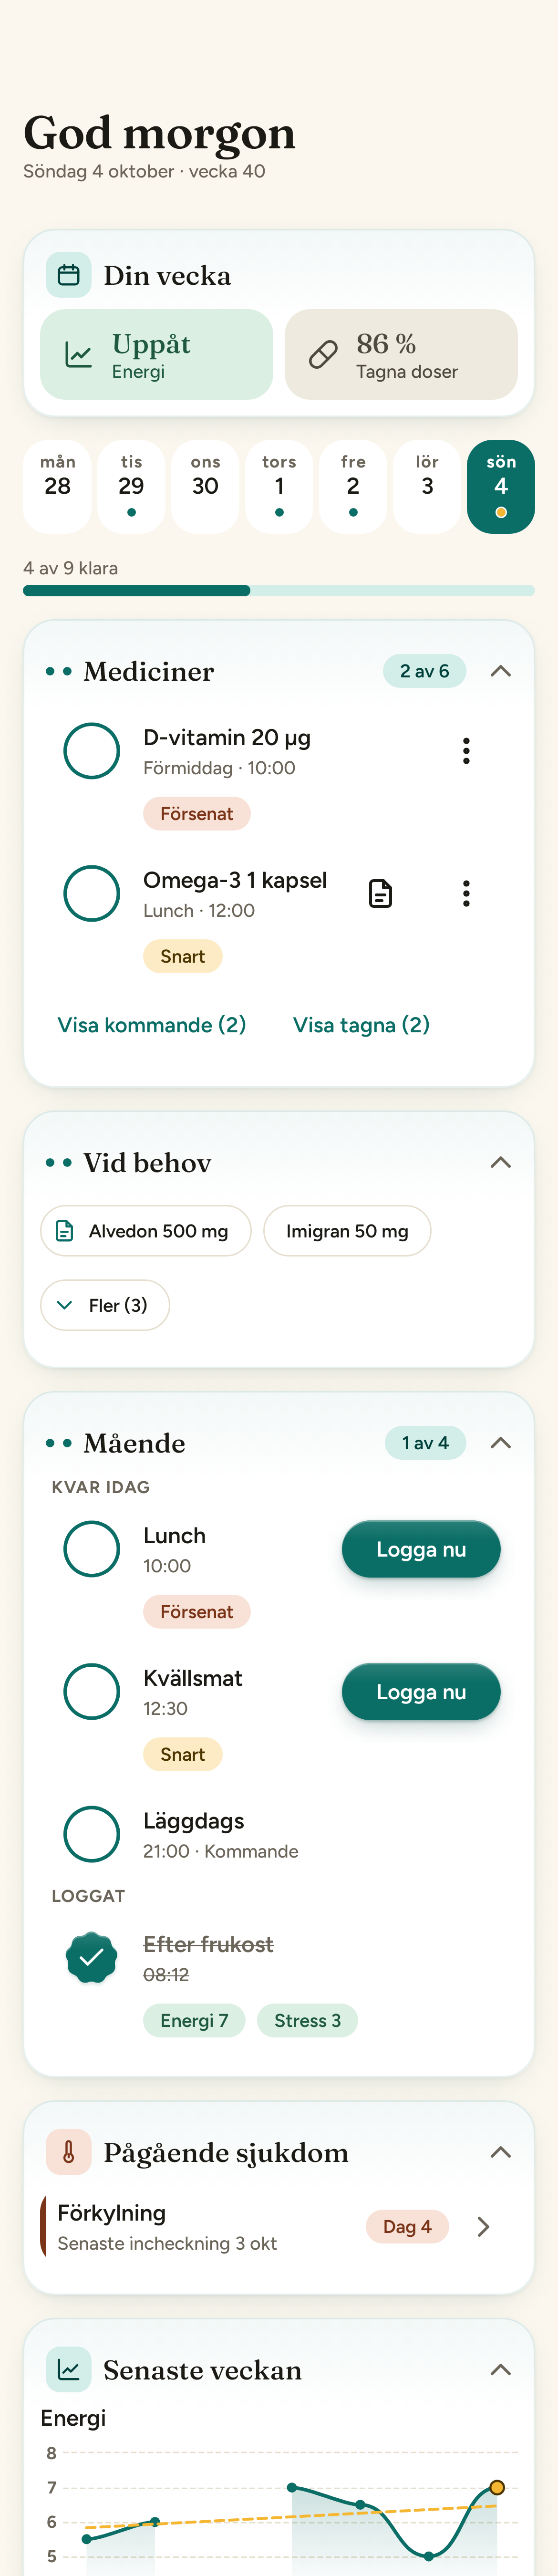 God morgon
Söndag 4 oktober · vecka 40
Din vecka
Uppåt
Energi
86 %
Tagna doser
mån tis ons tors fre lör sön
28 29 30 1 2 3 4
4 av 9 klara
Mediciner 2 av 6
D-vitamin 20 µg
Förmiddag · 10:00
Försenat
Omega-3 1 kapsel
Lunch · 12:00
Snart
Visa kommande (2) Visa tagna (2)
Vid behov
Alvedon 500 mg Imigran 50 mg
Fler (3)
Mående 1 av 4
KVAR IDAG
Lunch
10:00
Logga nu
Försenat
Kvällsmat
12:30
Logga nu
Snart
Läggdags
21:00 · Kommande
LOGGAT
Efter frukost
08:12
Energi 7 Stress 3
Pågående sjukdom
Förkylning
Senaste incheckning 3 okt
Dag 4
Senaste veckan
Energi
8
7
6
5